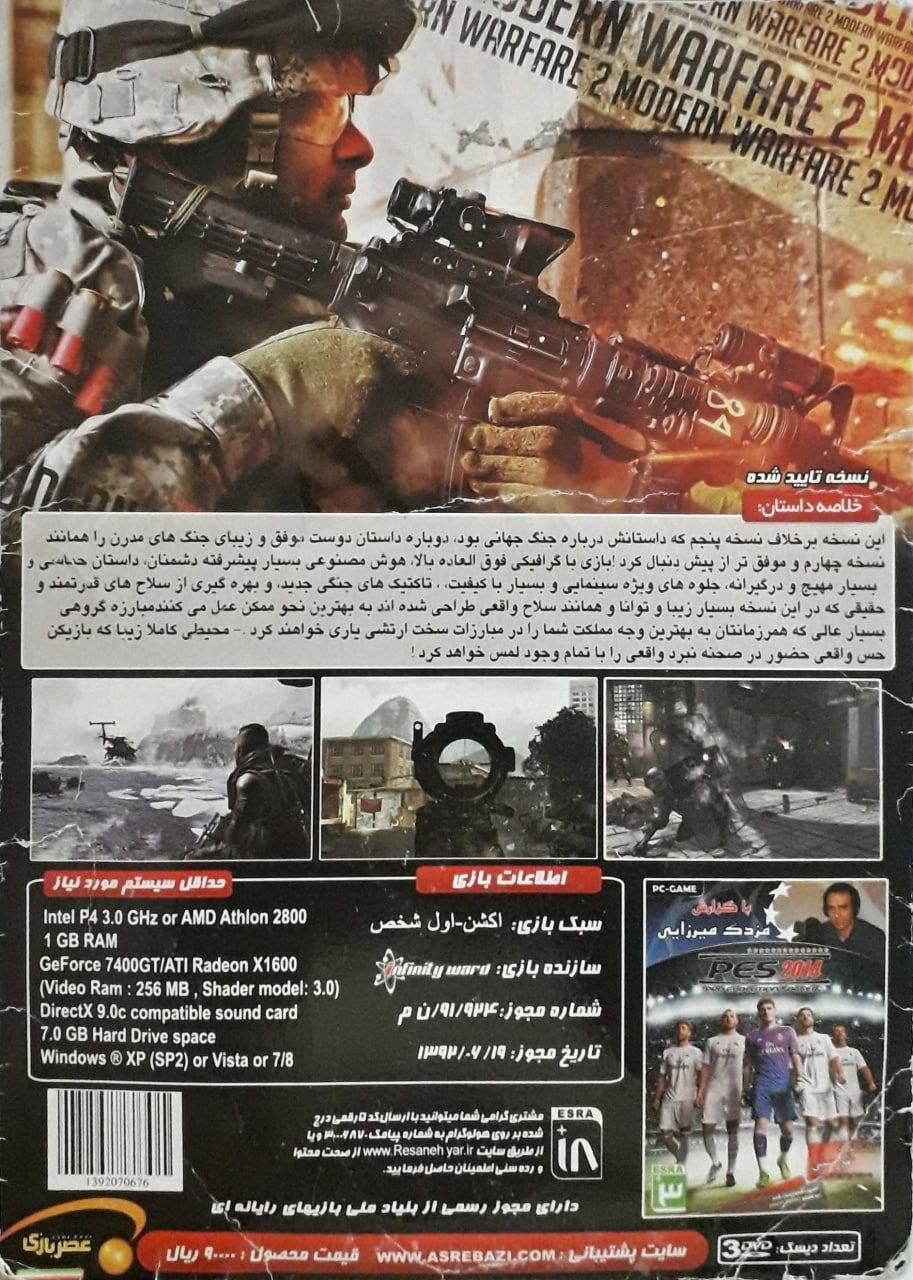 MODERN WARFARE 2 MODERN WARFARE 2
WARFARE 2 MODERN WARFARE 2
نسخه تایید شده
خلاصه داستان:
این نسخه برخلاف نسخه پنجم که داستانش درباره جنگ جهانی بود، دوباره داستان دوست موفق و زیبای جنگ های مدرن را همانند
نسخه چهارم و موفق تر از پیش دنبال کرد !بازی با گرافیکی فوق العاده بالا، هوش مصنوعی بسیار پیشرفته دشمنان، داستان حماسی و
بسیار مهیج و درگیرانه، جلوه های ویژه سینمایی و بسیار با کیفیت، ، تاکتیک های جنگی جدید، و بهره گیری از سلاح های قدرتمند و
حقیقی که در این نسخه بسیار زیبا و توانا و همانند سلاح واقعی طراحی شده اند به بهترین نحو ممکن عمل می کنندمبارزه گروهی
بسیار عالی که همرزمانتان به بهترین وجه مملکت شما را در مبارزات سخت ارتشی یاری خواهند کرد .- محیطی کاملا زیبا که بازیکن
حس واقعی حضور در صحنه نبرد واقعی را با تمام وجود لمس خواهد کرد !
اطلاعات بازی
سبک بازی: اکشن-اول شخص
سازنده بازی: infinity ward
شماره مجوز: ۹۱/۹۲۴/ن م
تاریخ مجوز: ۱۳۹۲/۰۶/۱۹
حداقل سیستم مورد نیاز
Intel P4 3.0 GHz or AMD Athlon 2800
1 GB RAM
GeForce 7400GT/ATI Radeon X1600
(Video Ram : 256 MB , Shader model: 3.0)
DirectX 9.0c compatible sound card
7.0 GB Hard Drive space
Windows ® XP (SP2) or Vista or 7/8
PC-GAME
با گزارش
مزدک میرزایی
PES 2014
PRO EVOLUTION SOCCER
ESRA
۳
ESRA
+۱۸
مشتری گرامی شما میتوانید با ارسال کد ۵ رقمی درج
شده بر روی هولوگرام به شماره پیامک ۳۰۰۰۶۸۷۰ و یا
از طریق سایت www.Resaneh yar.ir از صحت محتوا
و رده سنی اطمینان حاصل فرمایید.
1392070676
دارای مجوز رسمی از بنیاد ملی بازیهای رایانه ای
عصر بازی
سایت پشتیبانی : WWW.ASREBAZI.COM قیمت محصول : ۹۰۰۰۰ ریال
تعداد دیسک: 3 DVD